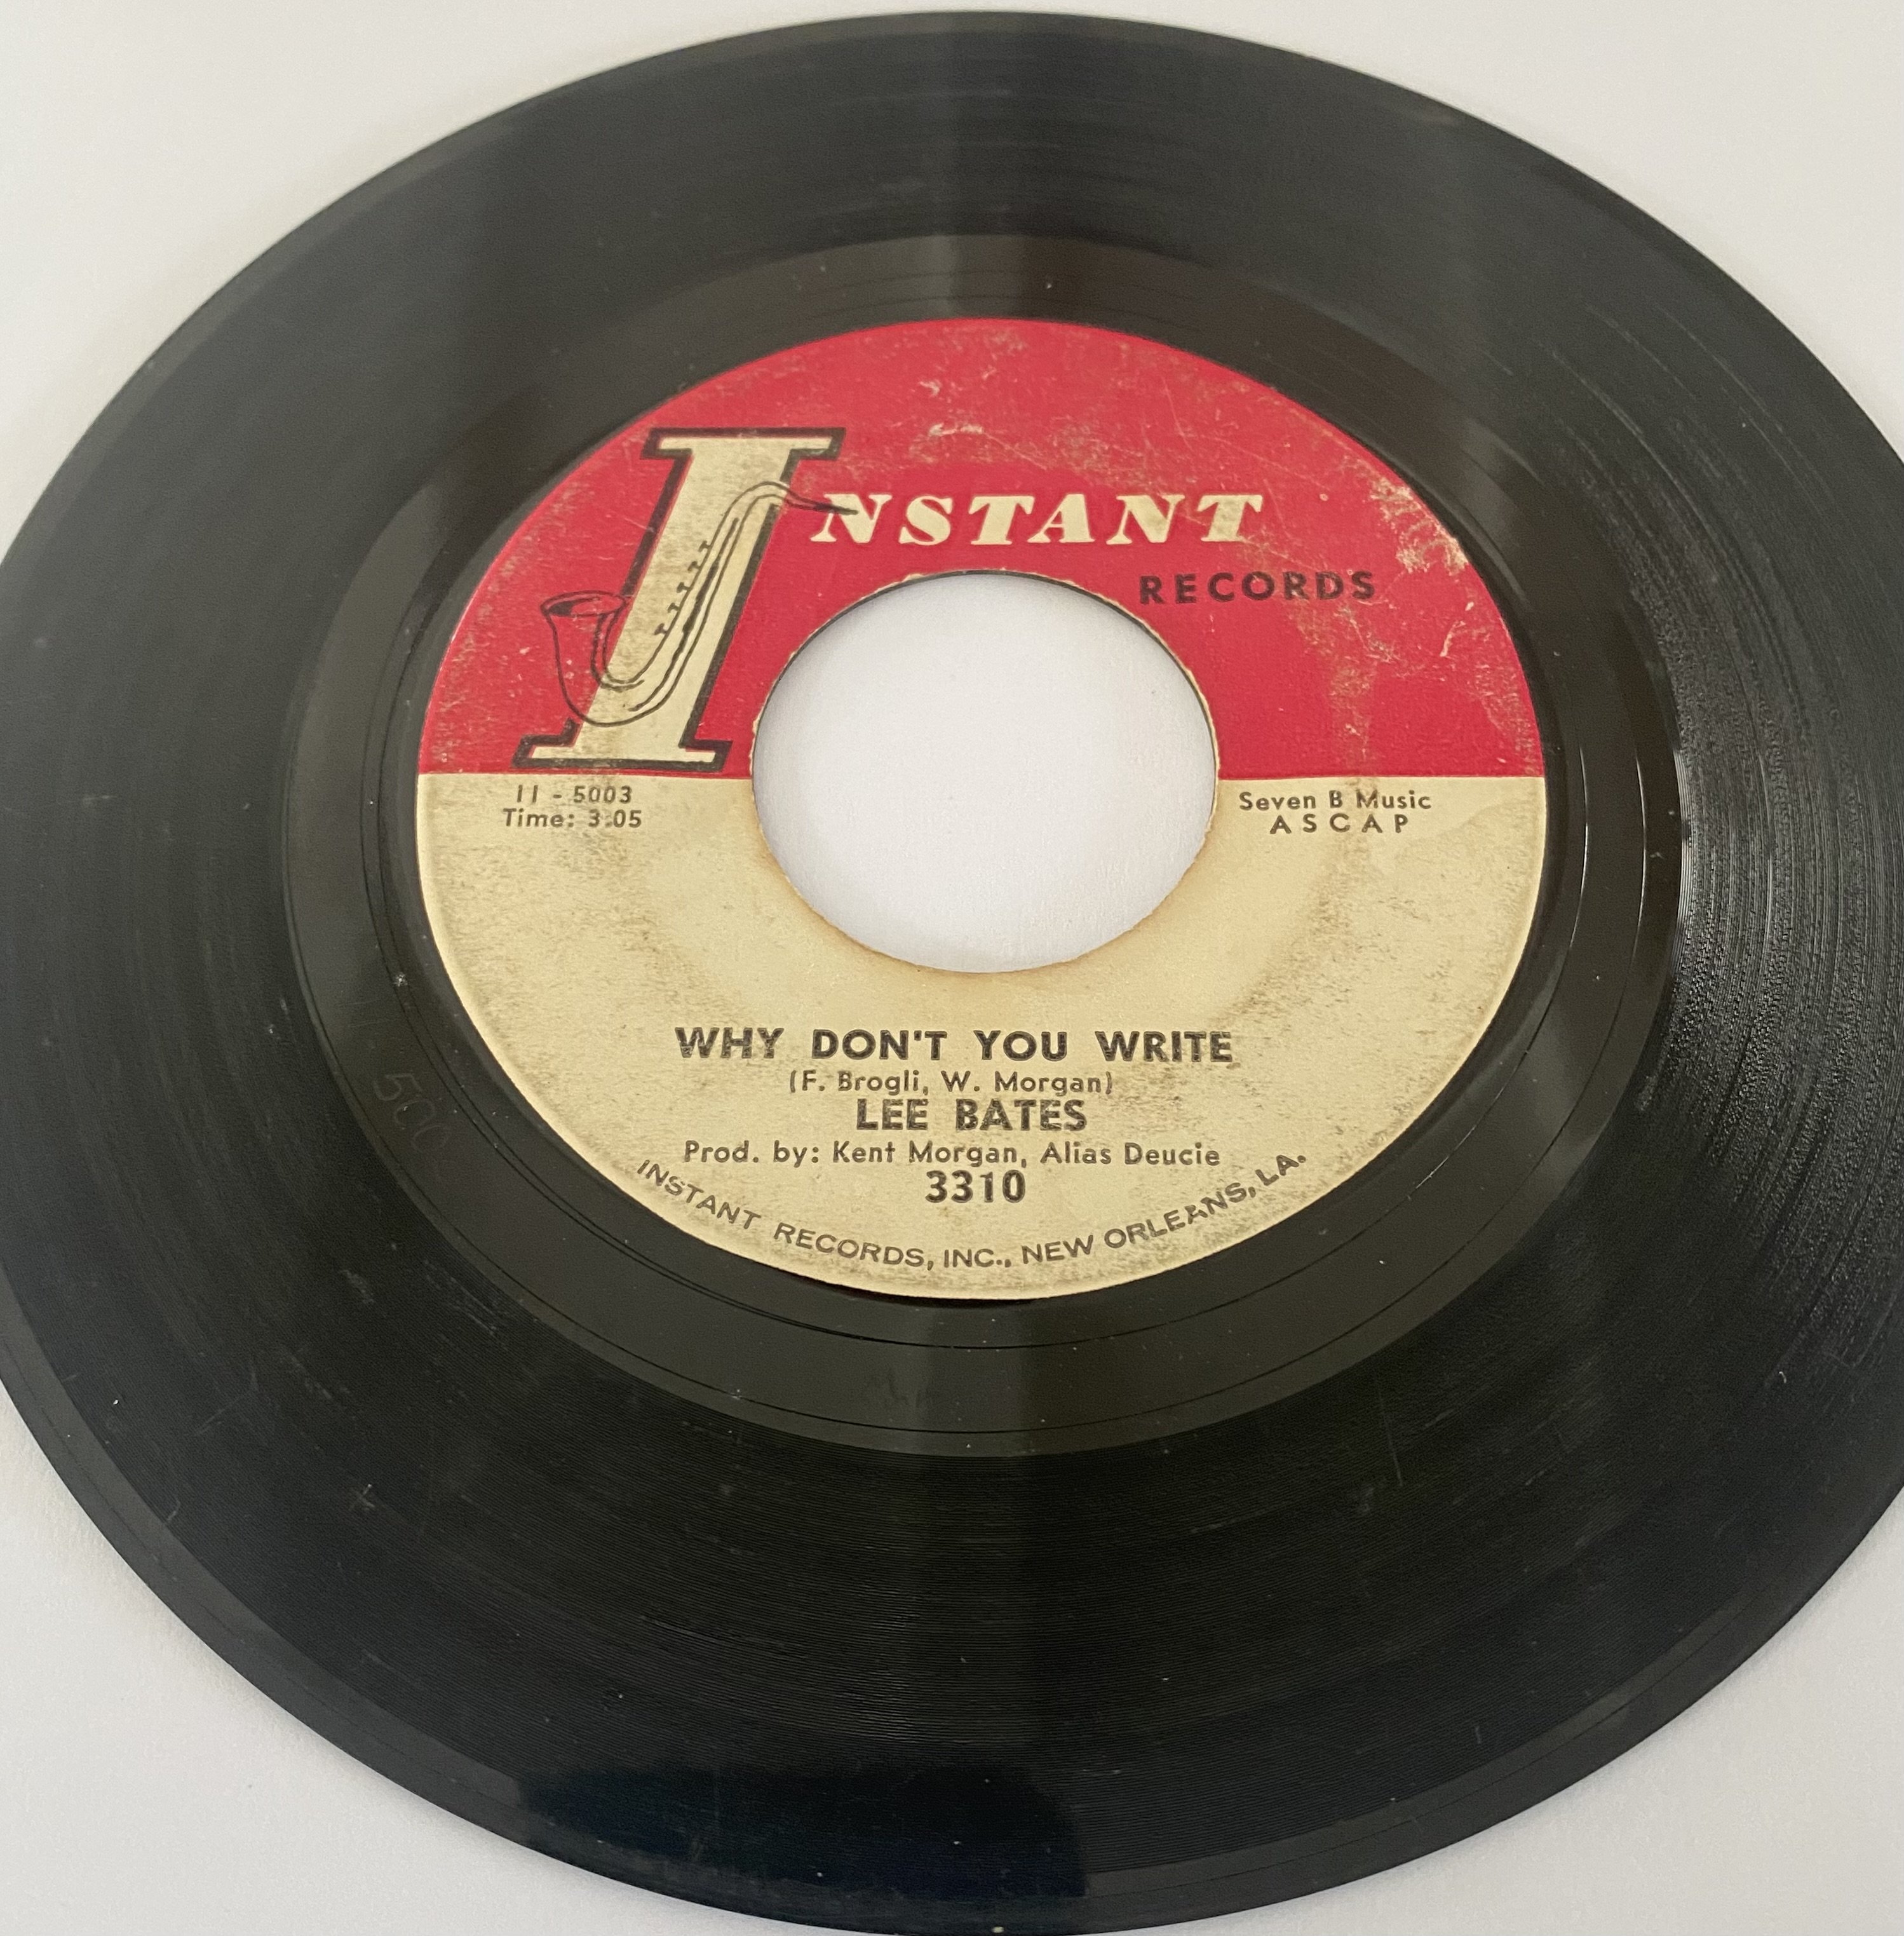 INSTANT
RECORDS
11 - 5003
Time: 3:05
Seven B Music
ASCAP
WHY DON'T YOU WRITE
(F. Brogli, W. Morgan)
LEE BATES
Prod. by: Kent Morgan, Alias Deucie
3310
INSTANT RECORDS, INC., NEW ORLEANS, LA.